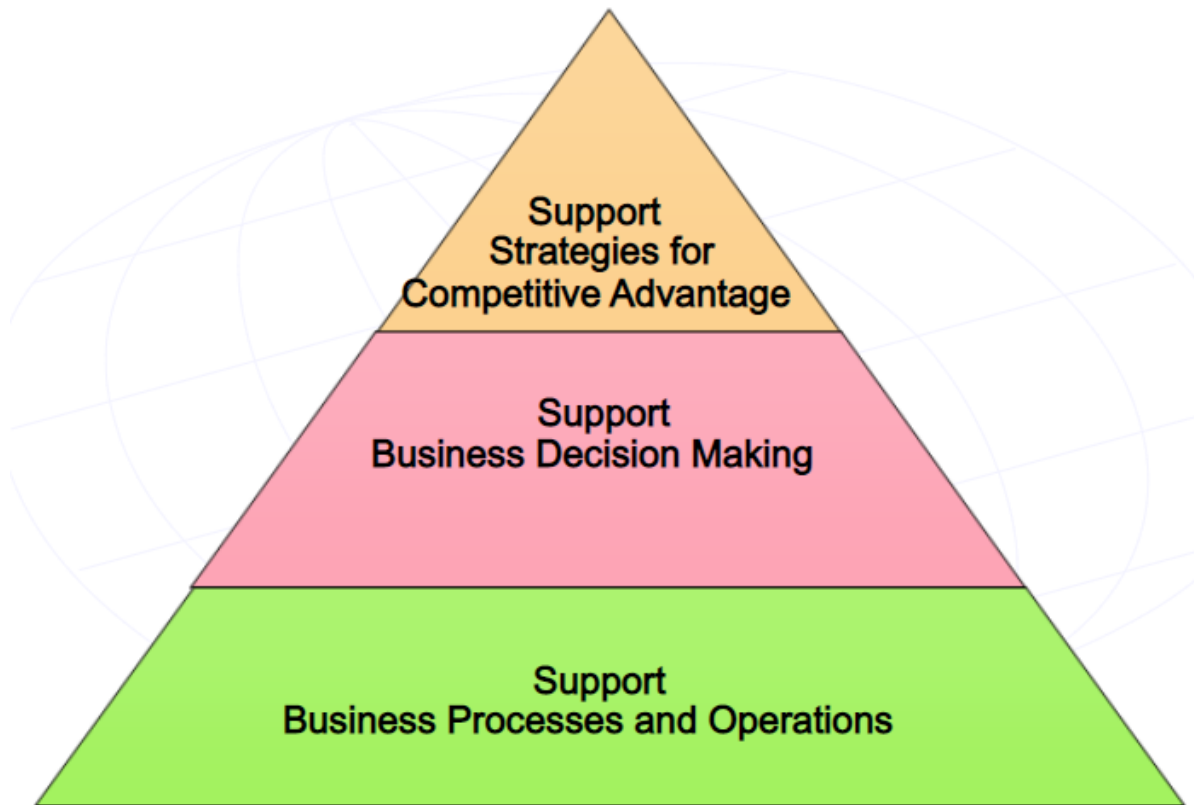 Support
Strategies for
Competitive Advantage
Support
Business Decision Making
Support
Business Processes and Operations